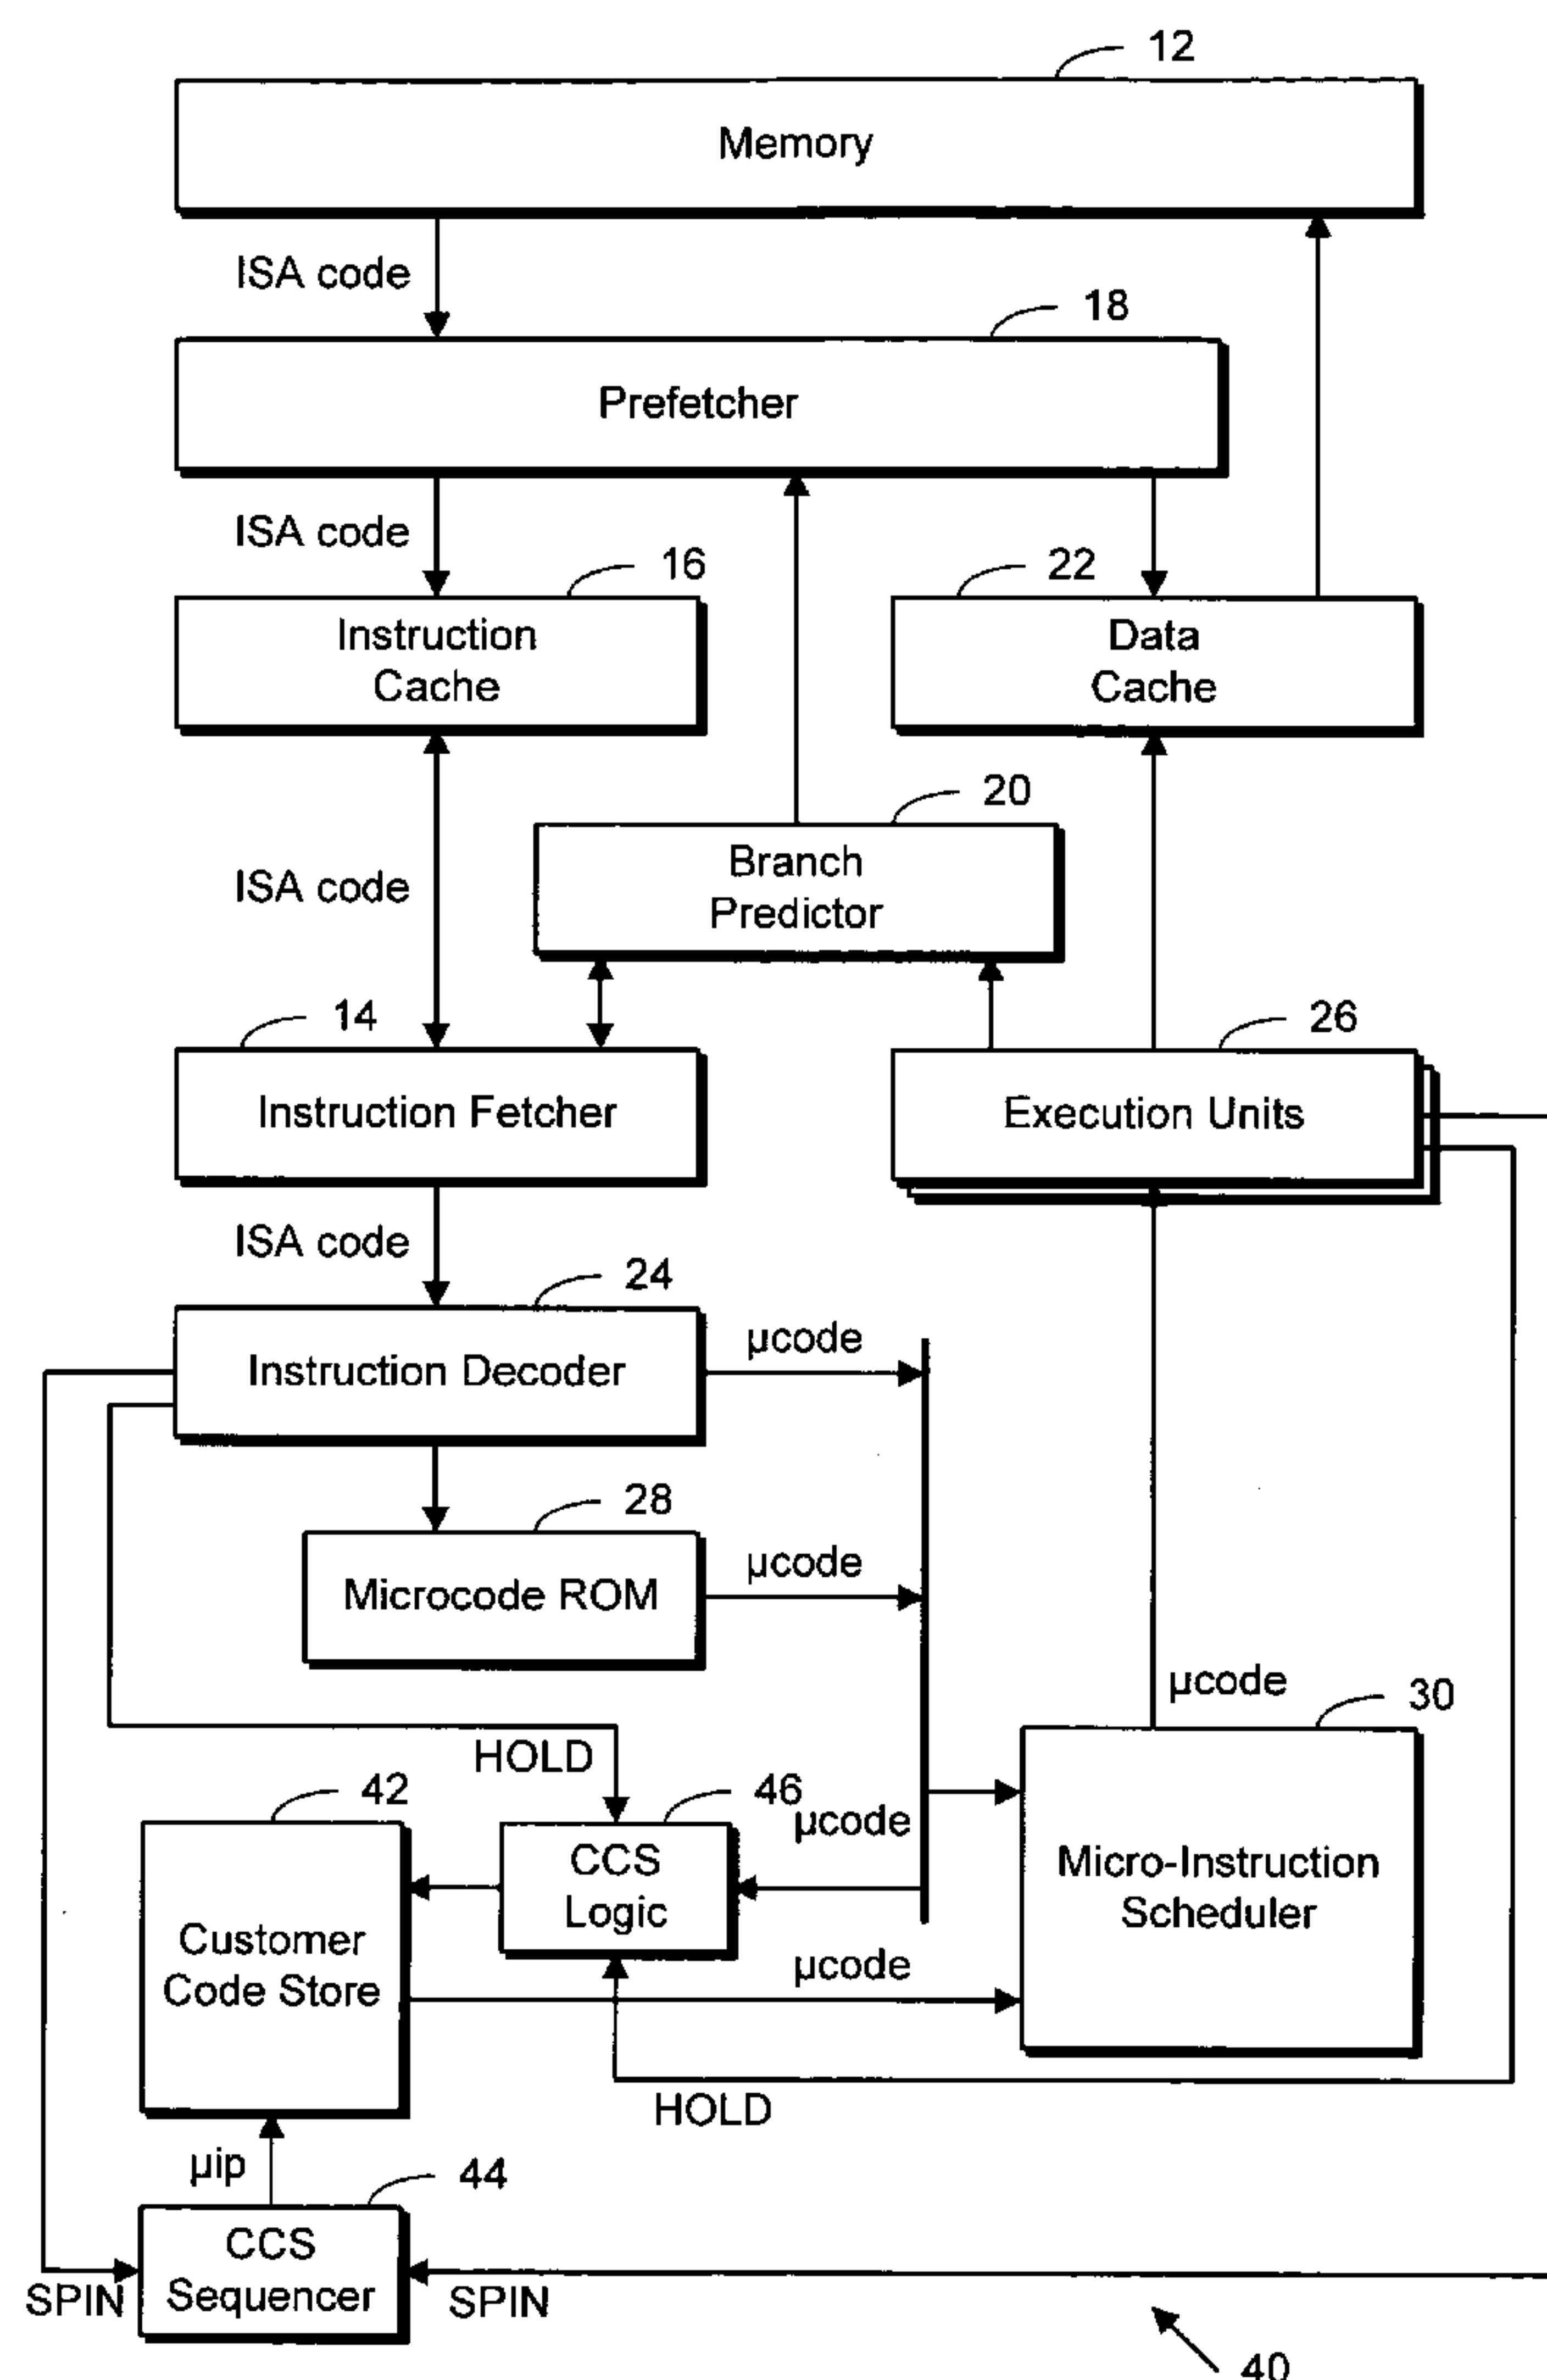 12
Memory
ISA code
18
Prefetcher
ISA code
16
22
Instruction
Cache
Data
Cache
20
ISA code
Branch
Predictor
14
26
Instruction Fetcher
Execution Units
ISA code
24
µcode
Instruction Decoder
28
µcode
Microcode ROM
µcode
30
HOLD
42
46
µcode
CCS
Logic
Micro-Instruction
Scheduler
Customer
Code Store
µcode
HOLD
µip
44
CCS
Sequencer
SPIN
SPIN
40